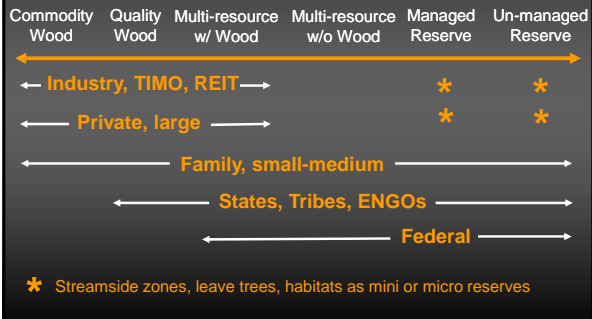 Commodity Quality Multi-resource Multi-resource Managed Un-managed
Wood Wood w/ Wood w/o Wood Reserve Reserve
Industry, TIMO, REIT * *
Private, large * *
Family, small-medium
States, Tribes, ENGOs
Federal
* Streamside zones, leave trees, habitats as mini or micro reserves